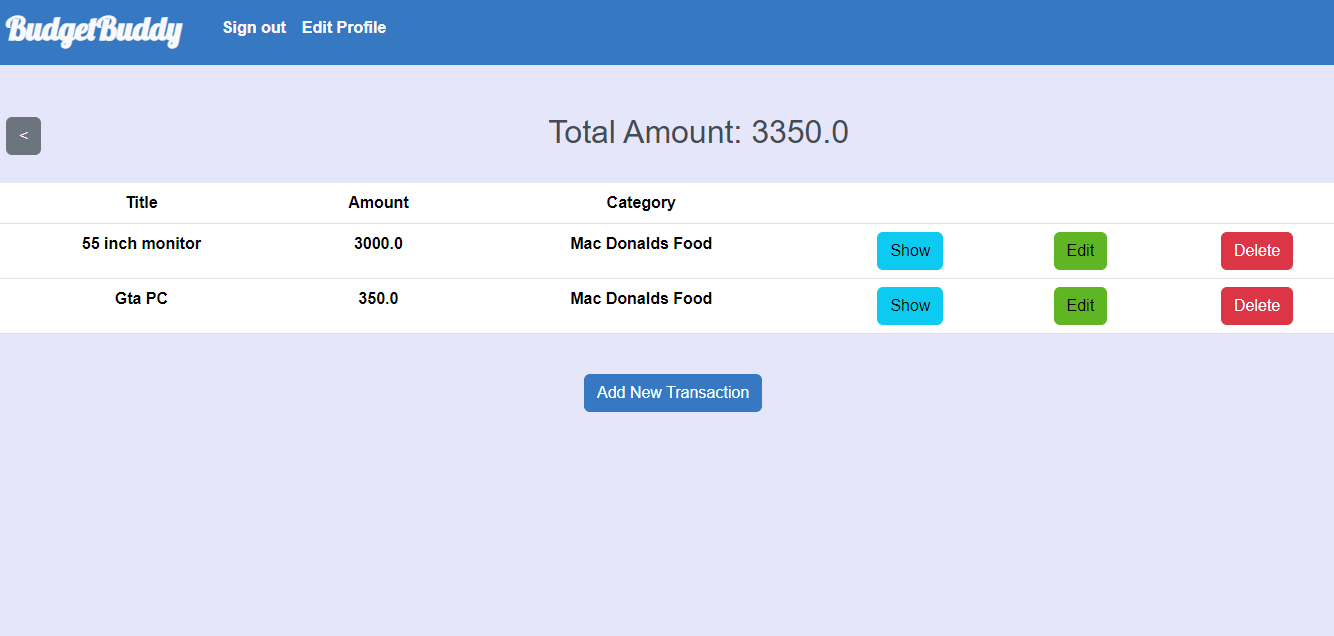 BudgetBuddy Sign out Edit Profile
< Total Amount: 3350.0
Title Amount Category
55 inch monitor 3000.0 Mac Donalds Food Show Edit Delete
Gta PC 350.0 Mac Donalds Food Show Edit Delete
Add New Transaction